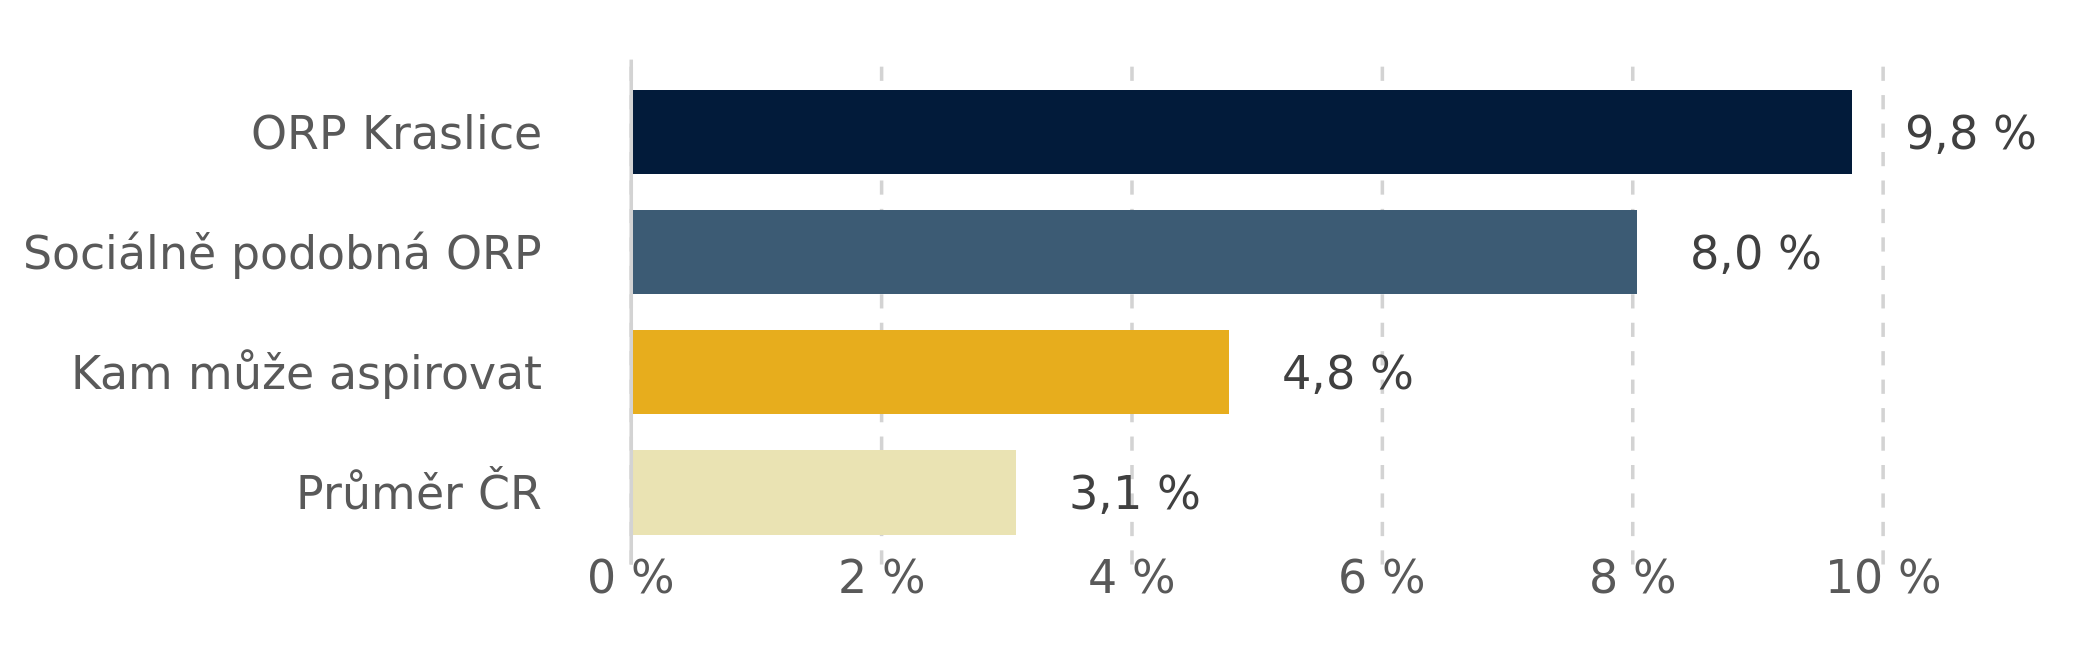 ORP Kraslice 9,8 %
Sociálně podobná ORP 8,0 %
Kam může aspirovat 4,8 %
Průměr ČR 3,1 %
0 % 2 % 4 % 6 % 8 % 10 %